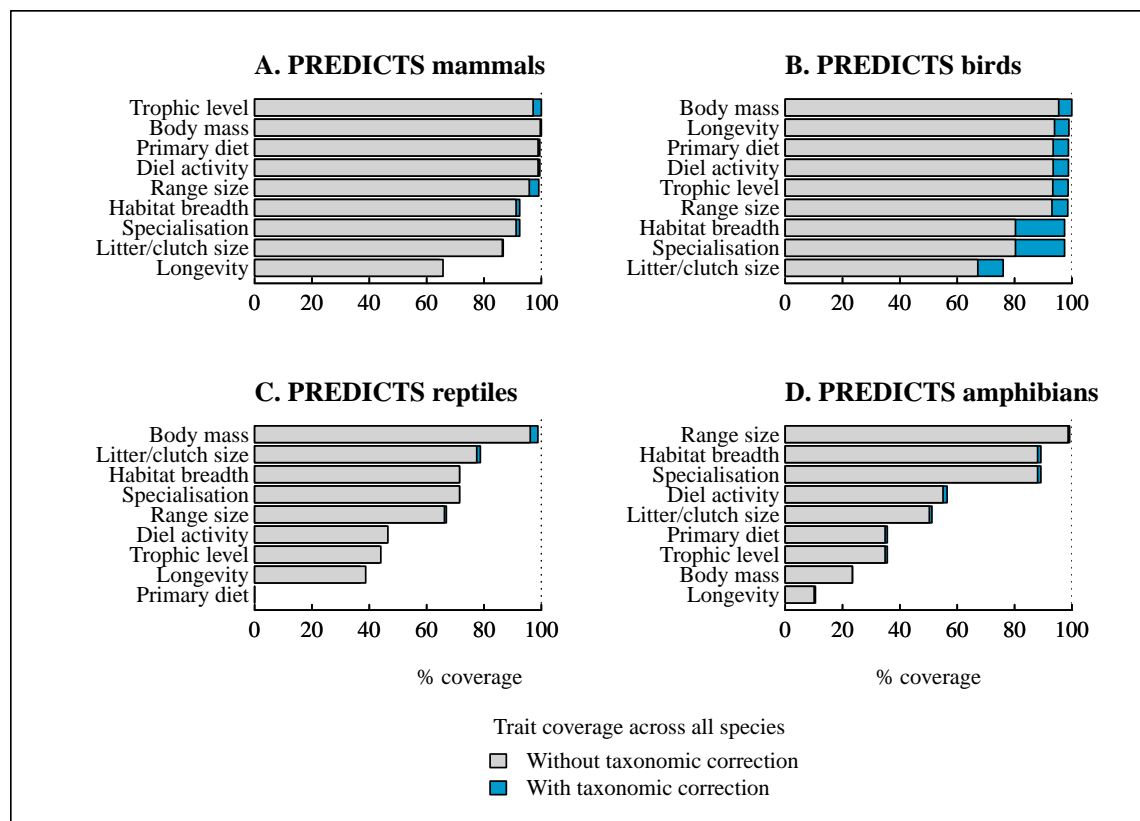 A. PREDICTS mammals
Trophic level
Body mass
Primary diet
Diel activity
Range size
Habitat breadth
Specialisation
Litter/clutch size
Longevity
0 20 40 60 80 100
B. PREDICTS birds
Body mass
Longevity
Primary diet
Diel activity
Trophic level
Range size
Habitat breadth
Specialisation
Litter/clutch size
0 20 40 60 80 100
C. PREDICTS reptiles
Body mass
Litter/clutch size
Habitat breadth
Specialisation
Range size
Diel activity
Trophic level
Longevity
Primary diet
0 20 40 60 80 100
% coverage
D. PREDICTS amphibians
Range size
Habitat breadth
Specialisation
Diel activity
Litter/clutch size
Primary diet
Trophic level
Body mass
Longevity
0 20 40 60 80 100
% coverage
Trait coverage across all species
Without taxonomic correction
With taxonomic correction